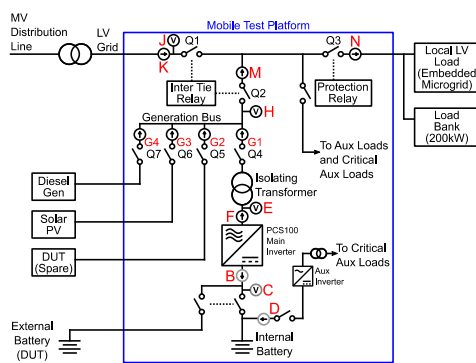 Mobile Test Platform
MV
Distribution
Line
LV
Grid
J
V
Q1
K
Q3
N
M
Inter Tie
Relay
Q2
Protection
Relay
Local LV
Load
(Embedded
Microgrid)
Load
Bank
(200kW)
V
H
Generation Bus
G4
Q7
G3
Q6
G2
Q5
G1
Q4
To Aux Loads
and Critical
Aux Loads
Diesel
Gen
Solar
PV
DUT
(Spare)
Isolating
Transformer
V
E
F
PCS100
Main
Inverter
B
V
C
D
Aux
Inverter
To Critical
Aux Loads
External
Battery
(DUT)
Internal
Battery